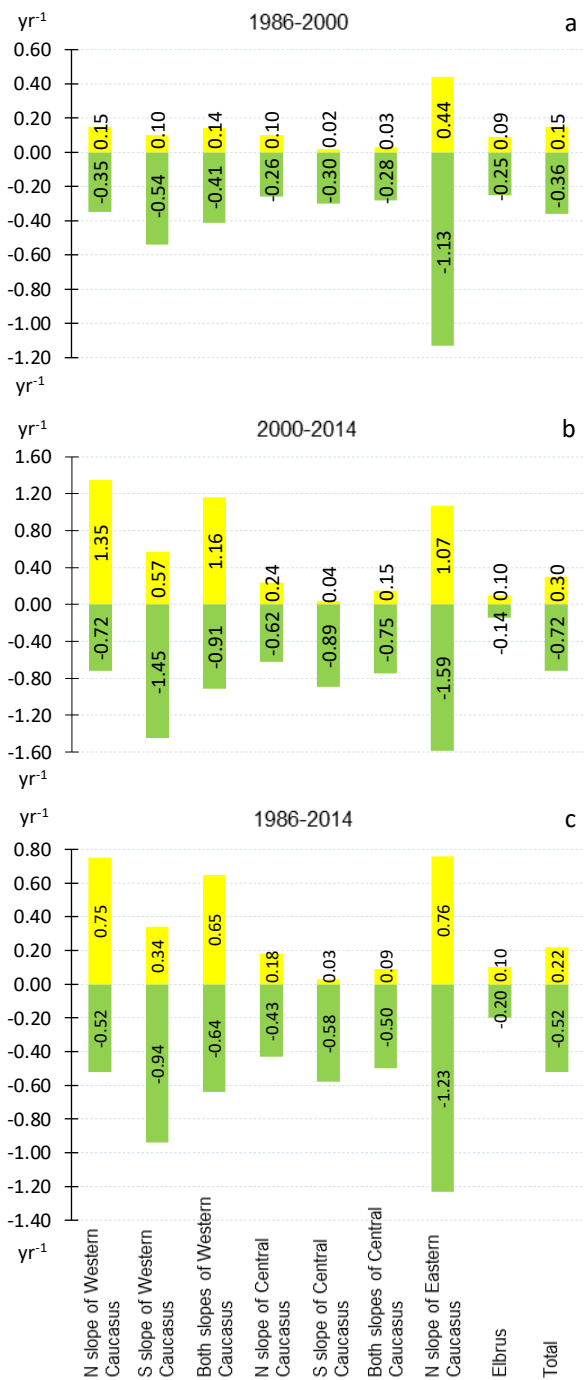 yr-1
1986-2000
a
0.60
0.40
0.20
0.00
-0.20
-0.40
-0.60
-0.80
-1.00
-1.20
yr-1
0.15 0.10 0.14 0.10 0.02 0.03 0.44 0.09 0.15
-0.35 -0.54 -0.41 -0.26 -0.30 -0.28 -1.13 -0.25 -0.36
yr-1
2000-2014
b
1.60
1.20
0.80
0.40
0.00
-0.40
-0.80
-1.20
-1.60
yr-1
1.35 0.57 1.16 0.24 0.04 0.15 1.07 0.10 0.30
-0.72 -1.45 -0.91 -0.62 -0.89 -0.75 -1.59 -0.14 -0.72
yr-1
1986-2014
c
0.80
0.60
0.40
0.20
0.00
-0.20
-0.40
-0.60
-0.80
-1.00
-1.20
-1.40
yr-1
0.75 0.34 0.65 0.18 0.03 0.09 0.76 0.10 0.22
-0.52 -0.94 -0.64 -0.43 -0.58 -0.50 -1.23 -0.20 -0.52
N slope of Western
Caucasus
S slope of Western
Caucasus
Both slopes of Western
Caucasus
N slope of Central
Caucasus
S slope of Central
Caucasus
Both slopes of Central
Caucasus
N slope of Eastern
Caucasus
Elbrus
Total